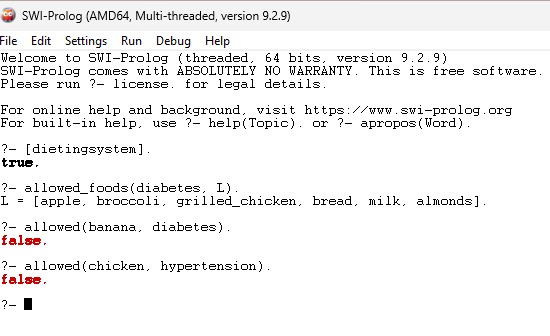 SWI-Prolog (AMD64, Multi-threaded, version 9.2.9)
File Edit Settings Run Debug Help
Welcome to SWI-Prolog (threaded, 64 bits, version 9.2.9)
SWI-Prolog comes with ABSOLUTELY NO WARRANTY. This is free software.
Please run ?- license. for legal details.
For online help and background, visit https://www.swi-prolog.org
For built-in help, use ?- help(Topic). or ?- apropos(Word).
?- [dietingsystem].
true.
?- allowed_foods(diabetes, L).
L = [apple, broccoli, grilled_chicken, bread, milk, almonds].
?- allowed(banana, diabetes).
false.
?- allowed(chicken, hypertension).
false.
?-